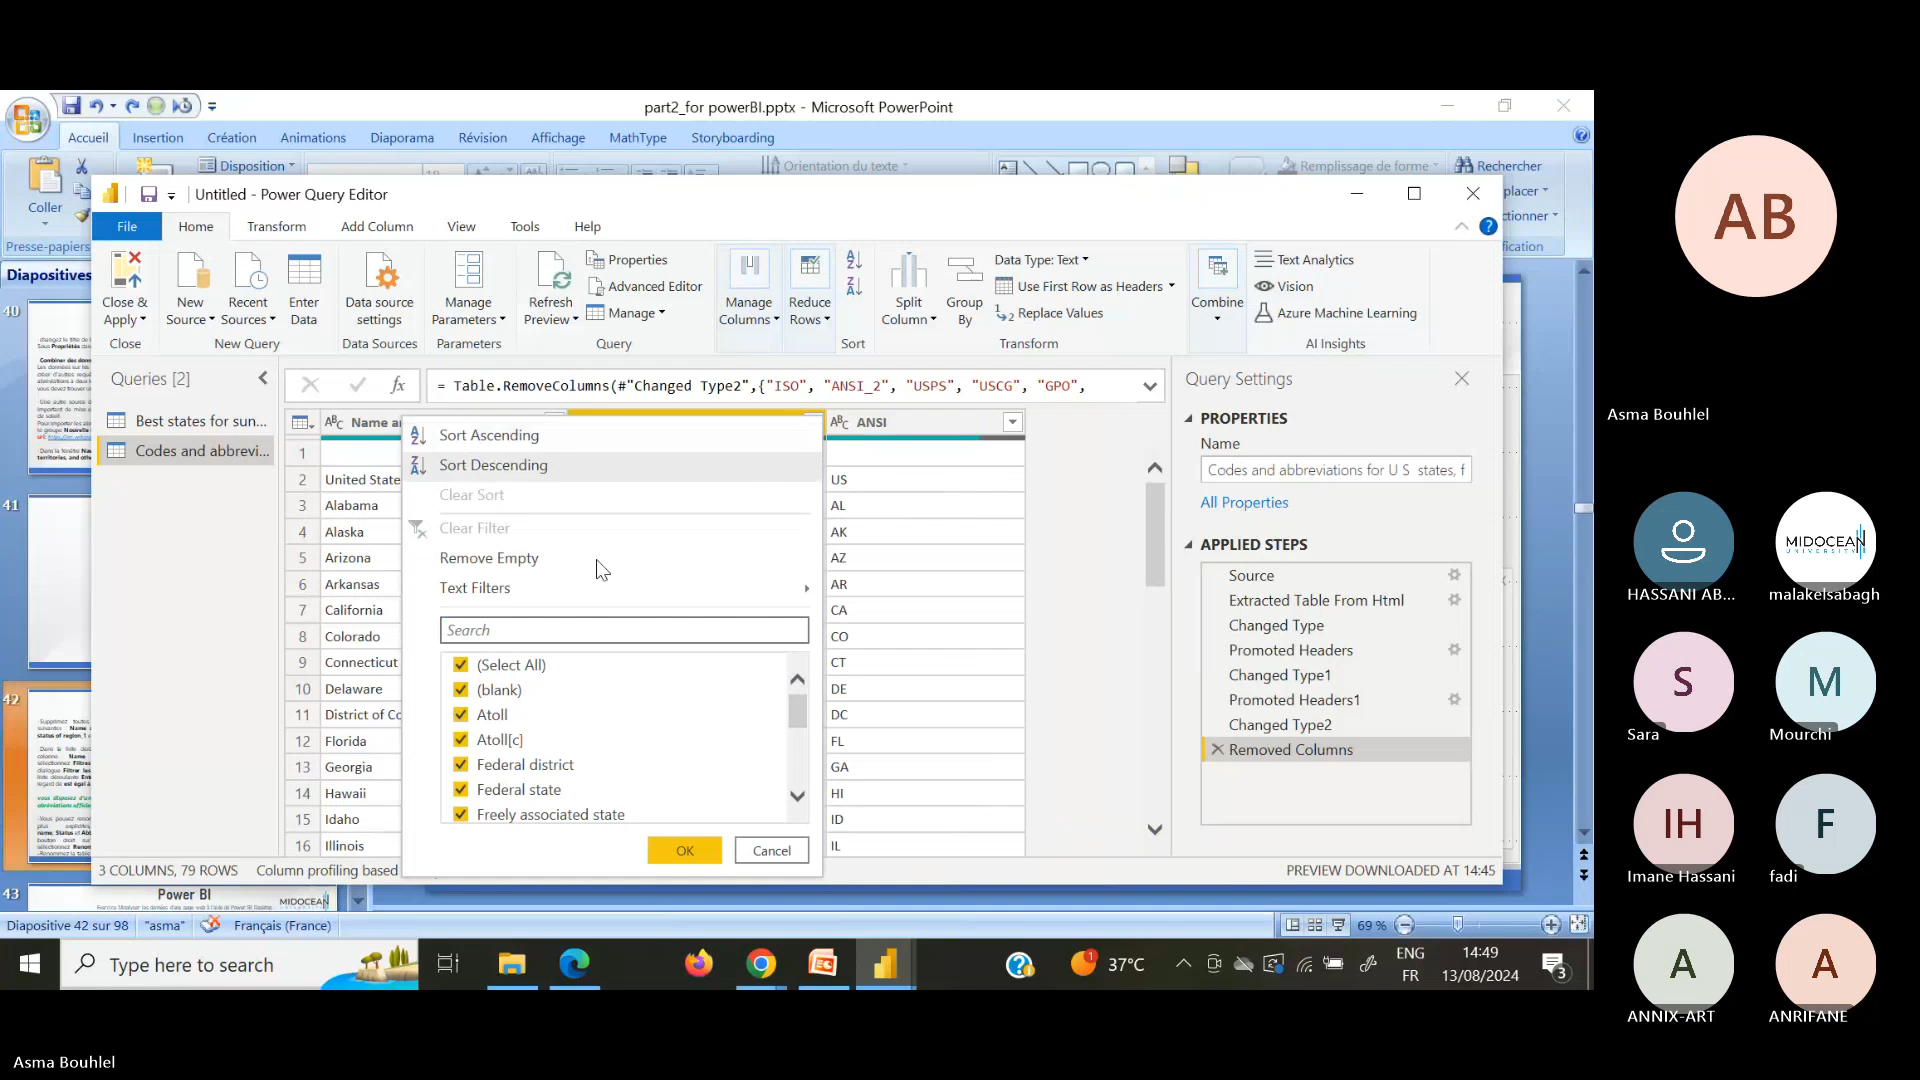 part2_for powerBI.pptx - Microsoft PowerPoint
Accueil Insertion Création Animations Diaporama Révision Affichage MathType Storyboarding
Disposition
Orientation du texte
Remplissage de forme
Rechercher
Coller
Presse-papiers
Diapositives
Untitled - Power Query Editor
File Home Transform Add Column View Tools Help
Close & Apply
New Source
Recent Sources
Enter Data
Data source settings
Manage Parameters
Refresh Preview
Properties
Advanced Editor
Manage
Manage Columns
Reduce Rows
Split Column
Group By
Data Type: Text
Use First Row as Headers
Replace Values
Combine
Text Analytics
Vision
Azure Machine Learning
Close New Query Data Sources Parameters Query Sort Transform AI Insights
Queries [2]
Best states for sun...
Codes and abbrevi...
= Table.RemoveColumns(#"Changed Type2",{"ISO", "ANSI_2", "USPS", "USCG", "GPO",
ABC ANSI
1
2 United State US
3 Alabama AL
4 Alaska AK
5 Arizona AZ
6 Arkansas AR
7 California CA
8 Colorado CO
9 Connecticut CT
10 Delaware DE
11 District of Co DC
12 Florida FL
13 Georgia GA
14 Hawaii HI
15 Idaho ID
16 Illinois IL
Sort Ascending
Sort Descending
Clear Sort
Clear Filter
Remove Empty
Text Filters
Search
(Select All)
(blank)
Atoll
Atoll[c]
Federal district
Federal state
Freely associated state
OK Cancel
Query Settings
PROPERTIES
Name
Codes and abbreviations for U S states, f
All Properties
APPLIED STEPS
Source
Extracted Table From Html
Changed Type
Promoted Headers
Changed Type1
Promoted Headers1
Changed Type2
Removed Columns
3 COLUMNS, 79 ROWS Column profiling based
PREVIEW DOWNLOADED AT 14:45
40
41
42
43
Power BI
MIDOCEAN
Diapositive 42 sur 98 "asma" Français (France)
69 %
Type here to search
37°C
ENG
FR
14:49
13/08/2024
3
AB
Asma Bouhlel
HASSANI AB...
MIDOCEAN
UNIVERSITY
malakelsabagh
S
Sara
M
Mourchi
IH
Imane Hassani
F
fadi
A
ANNIX-ART
A
ANRIFANE
Asma Bouhlel